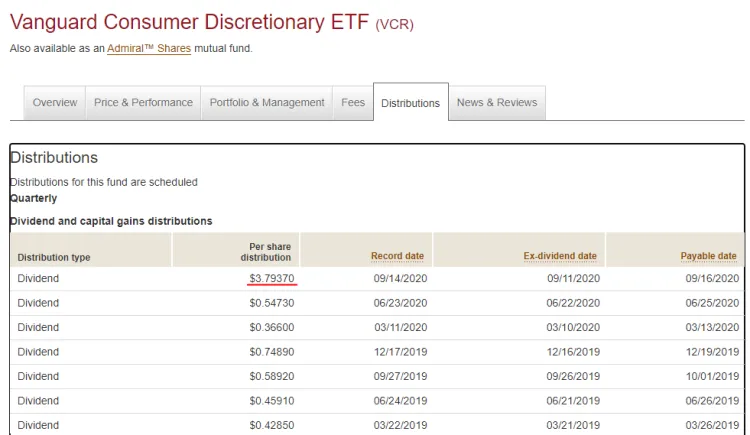 Vanguard Consumer Discretionary ETF (VCR)
Also available as an Admiral™ Shares mutual fund.
Overview Price & Performance Portfolio & Management Fees Distributions News & Reviews
Distributions
Distributions for this fund are scheduled
Quarterly
Dividend and capital gains distributions
Distribution type Per share distribution Record date Ex-dividend date Payable date
Dividend $3.79370 09/14/2020 09/11/2020 09/16/2020
Dividend $0.54730 06/23/2020 06/22/2020 06/25/2020
Dividend $0.36600 03/11/2020 03/10/2020 03/13/2020
Dividend $0.74890 12/17/2019 12/16/2019 12/19/2019
Dividend $0.58920 09/27/2019 09/26/2019 10/01/2019
Dividend $0.45910 06/24/2019 06/21/2019 06/26/2019
Dividend $0.42850 03/22/2019 03/21/2019 03/26/2019